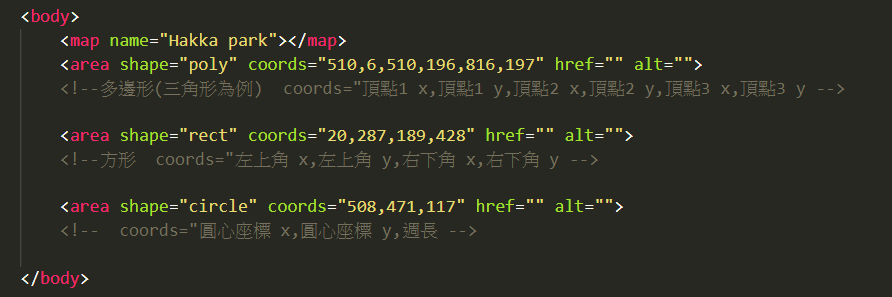 <body>
<map name="Hakka park"></map>
<area shape="poly" coords="510,6,510,196,816,197" href="" alt="">
<!--多邊形(三角形為例)  coords="頂點1 x,頂點1 y,頂點2 x,頂點2 y,頂點3 x,頂點3 y -->
<area shape="rect" coords="20,287,189,428" href="" alt="">
<!--方形  coords="左上角 x,左上角 y,右下角 x,右下角 y -->
<area shape="circle" coords="508,471,117" href="" alt="">
<!--  coords="圓心座標 x,圓心座標 y,週長 -->
</body>